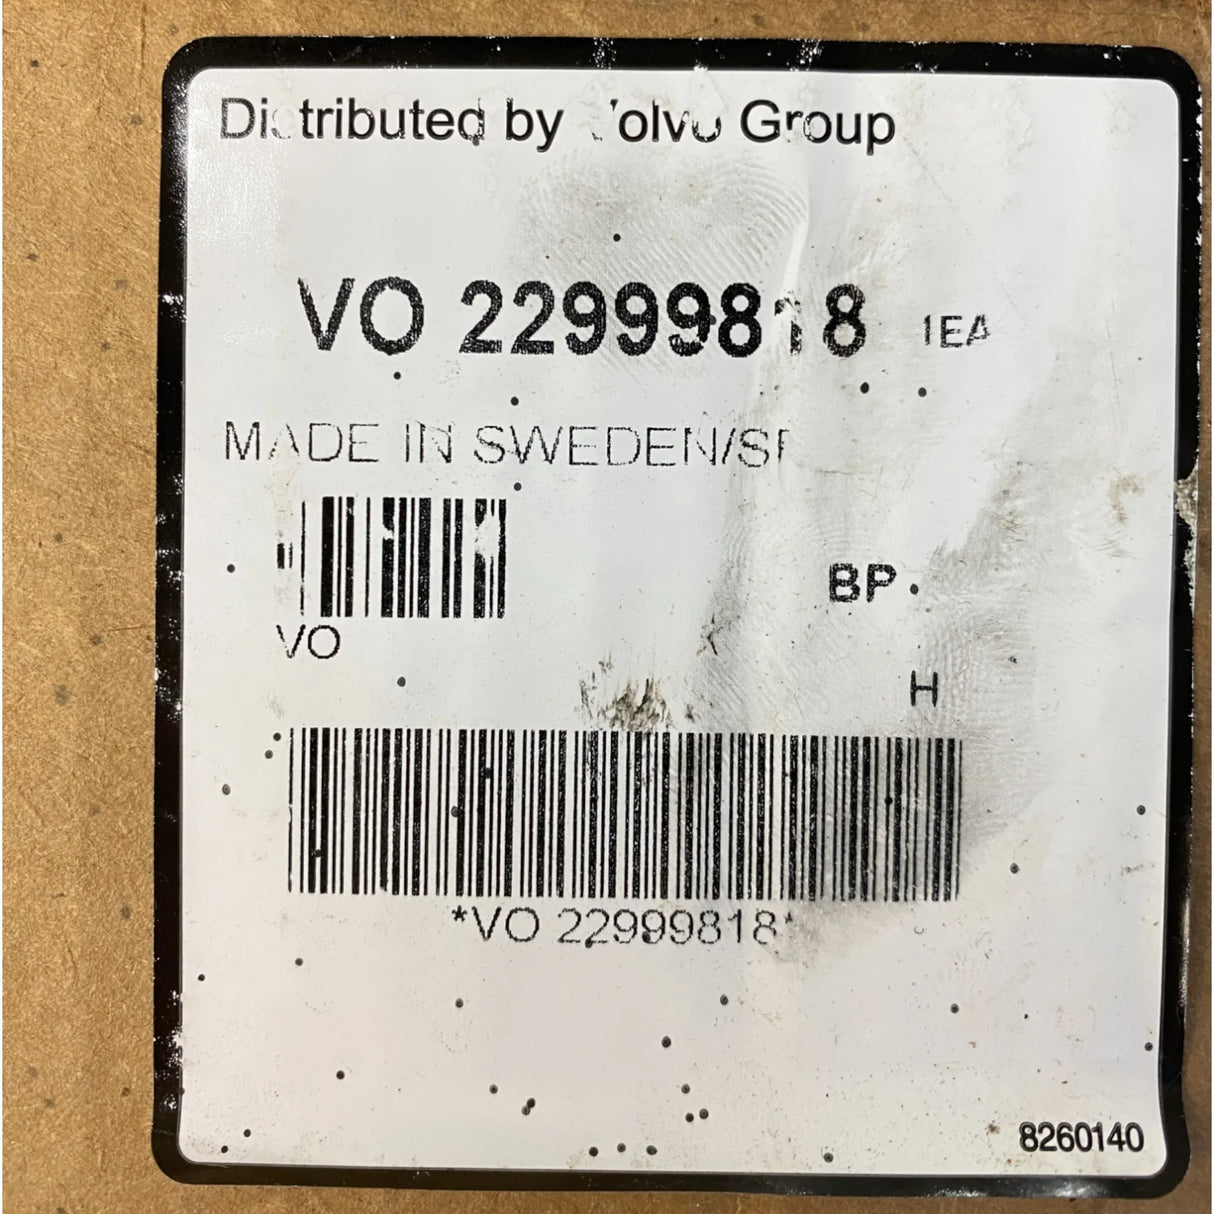 Distributed by Volvo Group
VO 22999818 1EA
MADE IN SWEDEN/SE
BP
VO
H
*VO 22999818*
8260140